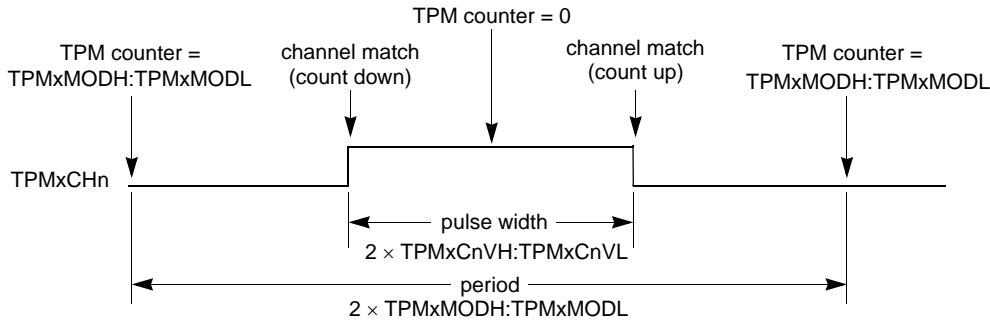 TPM counter = 0
TPM counter =
TPMxMODH:TPMxMODL
channel match
(count down)
channel match
(count up)
TPM counter =
TPMxMODH:TPMxMODL
TPMxCHn
pulse width
2 × TPMxCnVH:TPMxCnVL
period
2 × TPMxMODH:TPMxMODL